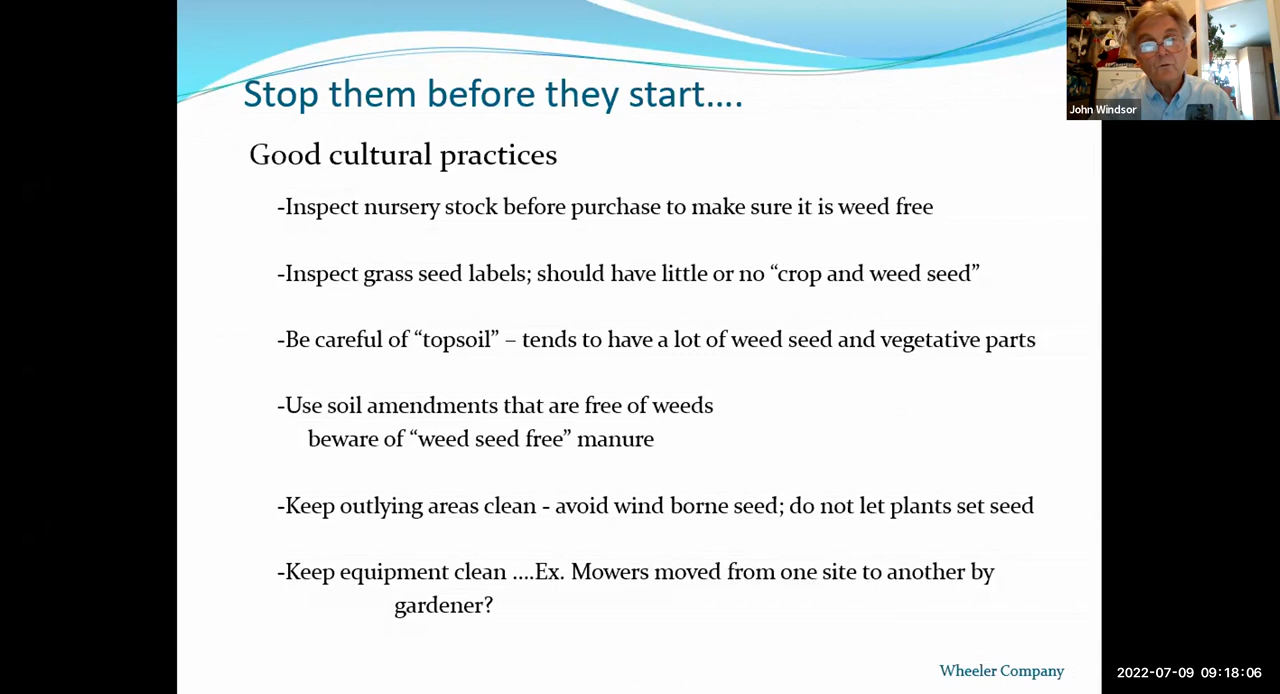 Stop them before they start....
John Windsor
Good cultural practices
-Inspect nursery stock before purchase to make sure it is weed free
-Inspect grass seed labels; should have little or no “crop and weed seed”
-Be careful of “topsoil” – tends to have a lot of weed seed and vegetative parts
-Use soil amendments that are free of weeds
beware of “weed seed free” manure
-Keep outlying areas clean - avoid wind borne seed; do not let plants set seed
-Keep equipment clean ....Ex. Mowers moved from one site to another by
gardener?
Wheeler Company
2022-07-09 09:18:06